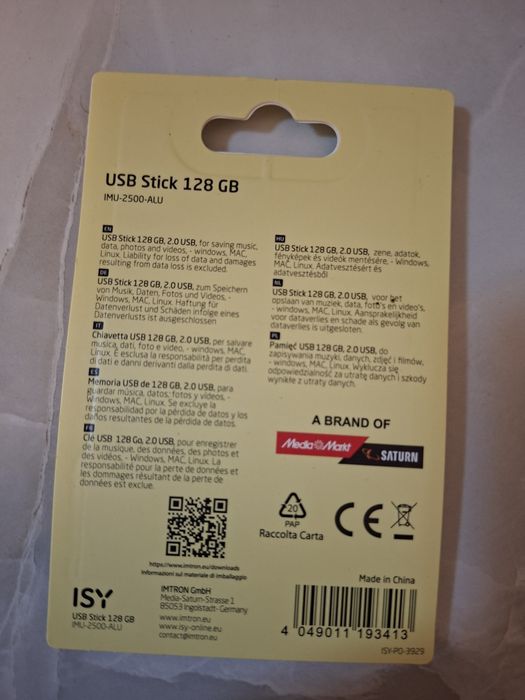 USB Stick 128 GB
IMU-2500-ALU
EN
USB Stick 128 GB, 2.0 USB, for saving music,
data, photos and videos, - windows, MAC,
Linux. Liability for loss of data and damages
resulting from data loss is excluded.
DE
USB Stick 128 GB, 2.0 USB, zum Speichern
von Musik, Daten, Fotos und Videos, -
Windows, MAC, Linux. Haftung für
Datenverlust und Schäden infolge eines
Datenverlusts ist ausgeschlossen
IT
Chiavetta USB 128 GB, 2.0 USB, per salvare
musica, dati, foto e video, - windows, MAC,
Linux. È esclusa la responsabilità per perdita
di dati e danni derivanti dalla perdita di dati.
ES
Memoria USB de 128 GB, 2.0 USB, para
guardar música, datos, fotos y vídeos, -
Windows, MAC, Linux. Se excluye la
responsabilidad por la pérdida de datos y los
daños resultantes de la pérdida de datos.
FR
Clé USB 128 Go, 2.0 USB, pour enregistrer
de la musique, des données, des photos et
des vidéos, - Windows, MAC, Linux. La
responsabilité pour la perte de données et
les dommages résultant de la perte de
données est exclue.
HU
USB Stick 128 GB, 2.0 USB, zene, adatok,
fényképek és videók mentésére, - Windows,
MAC, Linux. Adatvesztésért és
adatvesztésből
NL
USB Stick 128 GB, 2.0 USB, voor het
opslaan van muziek, data, foto's en video's,
- windows, MAC, Linux. Aansprakelijkheid
voor dataverlies en schade als gevolg van
dataverlies is uitgesloten.
PL
Pamięć USB 128 GB, 2.0 USB, do
zapisywania muzyki, danych, zdjęć i filmów,
- windows, MAC, Linux. Wyklucza się
odpowiedzialność za utratę danych i szkody
wynikłe z utraty danych.
A BRAND OF
MediaMarkt
SATURN
20
PAP
Raccolta Carta
CE
https://www.imtron.eu/downloads
Informazioni sul materiale di imballaggio
ISY
USB Stick 128 GB
IMU-2500-ALU
IMTRON GmbH
Media-Saturn-Strasse 1
85053 Ingolstadt- Germany
www.imtron.eu
www.isy-online.eu
contact@imtron.eu
Made in China
4 049011 193413
ISY-PO-3929